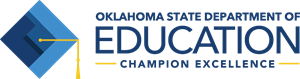 OKLAHOMA STATE DEPARTMENT OF
EDUCATION
CHAMPION EXCELLENCE